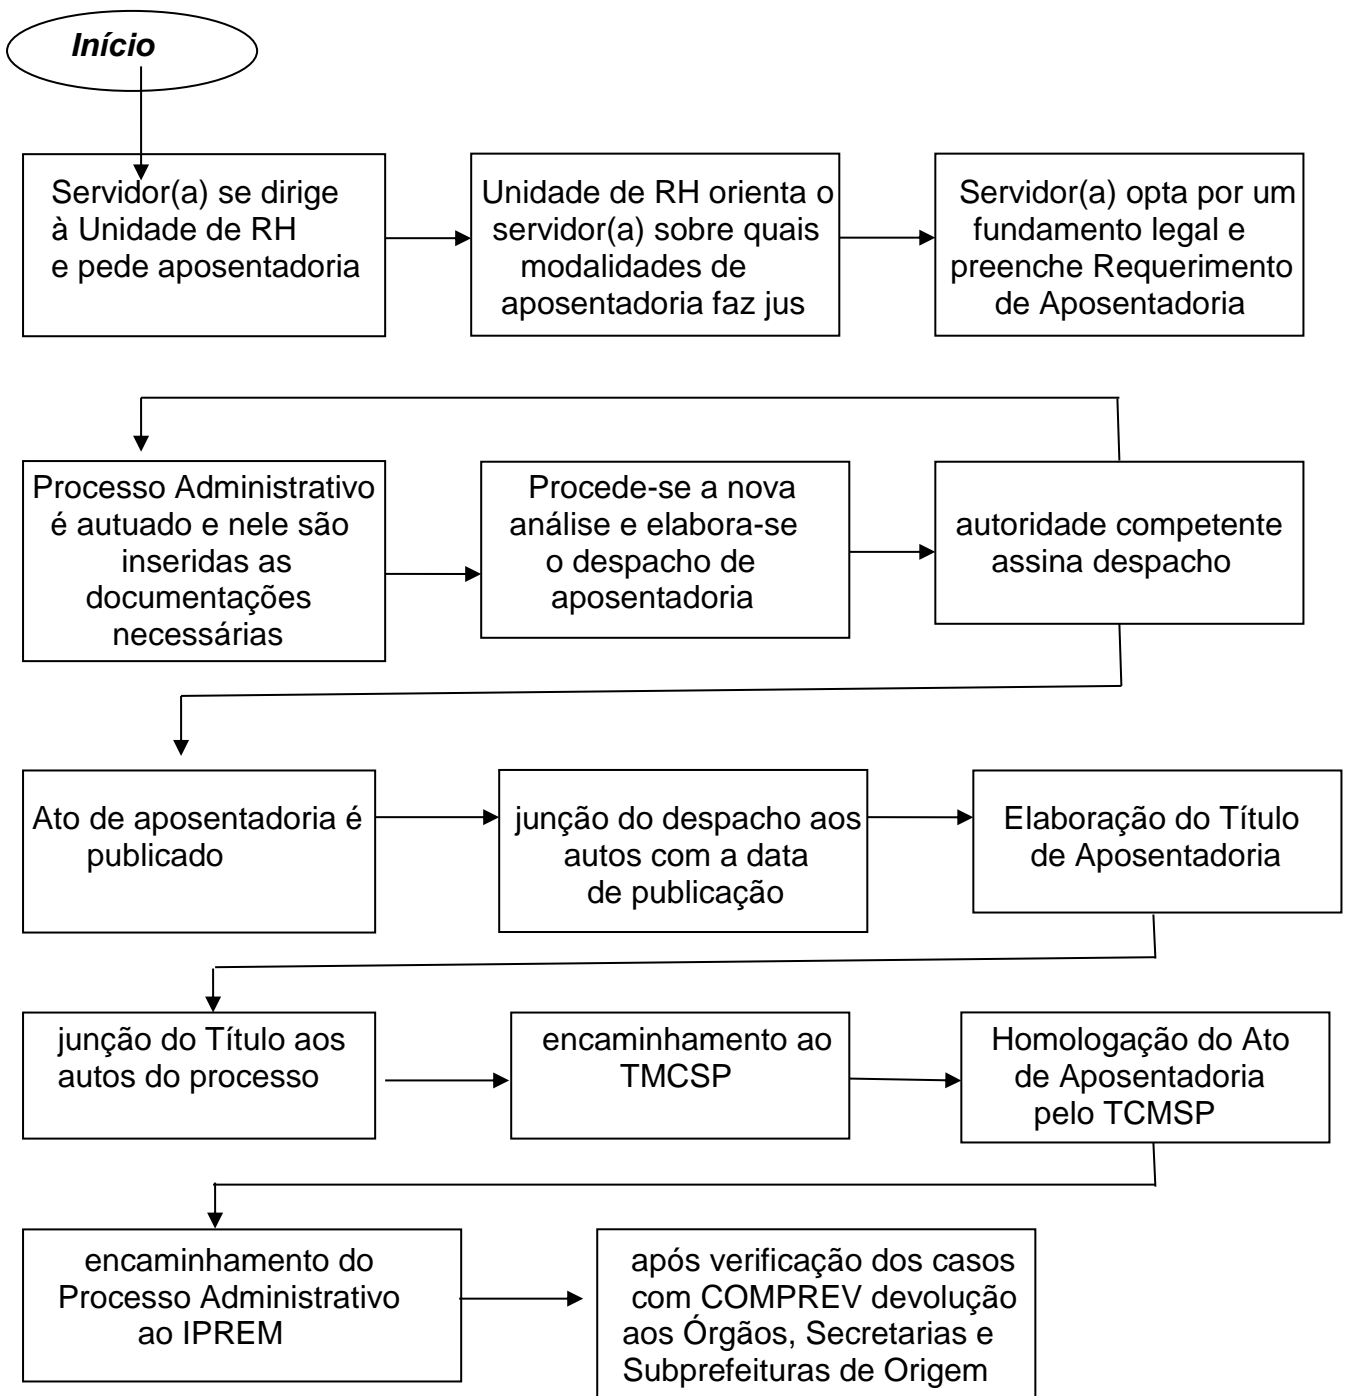 Início
Servidor(a) se dirige
à Unidade de RH
e pede aposentadoria
Unidade de RH orienta o
servidor(a) sobre quais
modalidades de
aposentadoria faz jus
Servidor(a) opta por um
fundamento legal e
preenche Requerimento
de Aposentadoria
Processo Administrativo
é autuado e nele são
inseridas as
documentações
necessárias
Procede-se a nova
análise e elabora-se
o despacho de
aposentadoria
autoridade competente
assina despacho
Ato de aposentadoria é
publicado
junção do despacho aos
autos com a data
de publicação
Elaboração do Título
de Aposentadoria
junção do Título aos
autos do processo
encaminhamento ao
TMCSP
Homologação do Ato
de Aposentadoria
pelo TCMSP
encaminhamento do
Processo Administrativo
ao IPREM
após verificação dos casos
com COMPREV devolução
aos Órgãos, Secretarias e
Subprefeituras de Origem